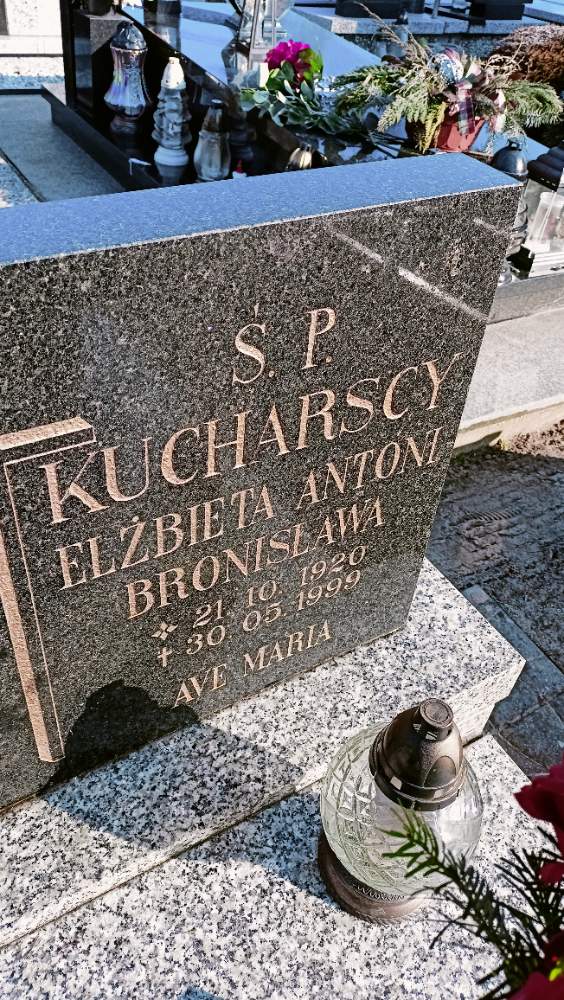 Ś. P.
KUCHARSCY
ELŻBIETA ANTONI
BRONISŁAWA
21. 10. 1920
✝ 30. 05. 1999
AVE MARIA